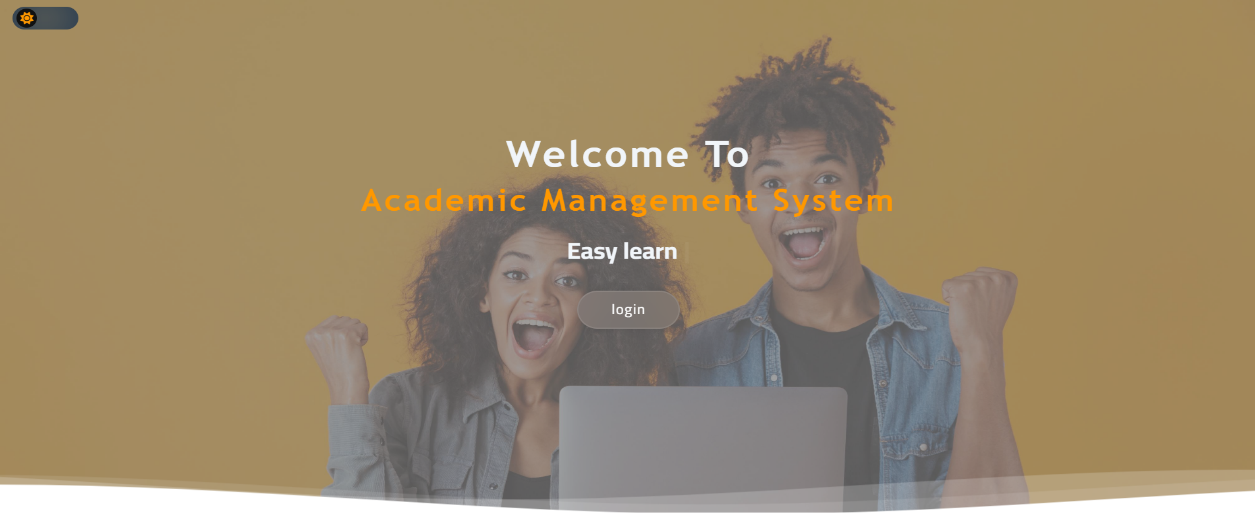 Welcome To
Academic Management System
Easy learn
login